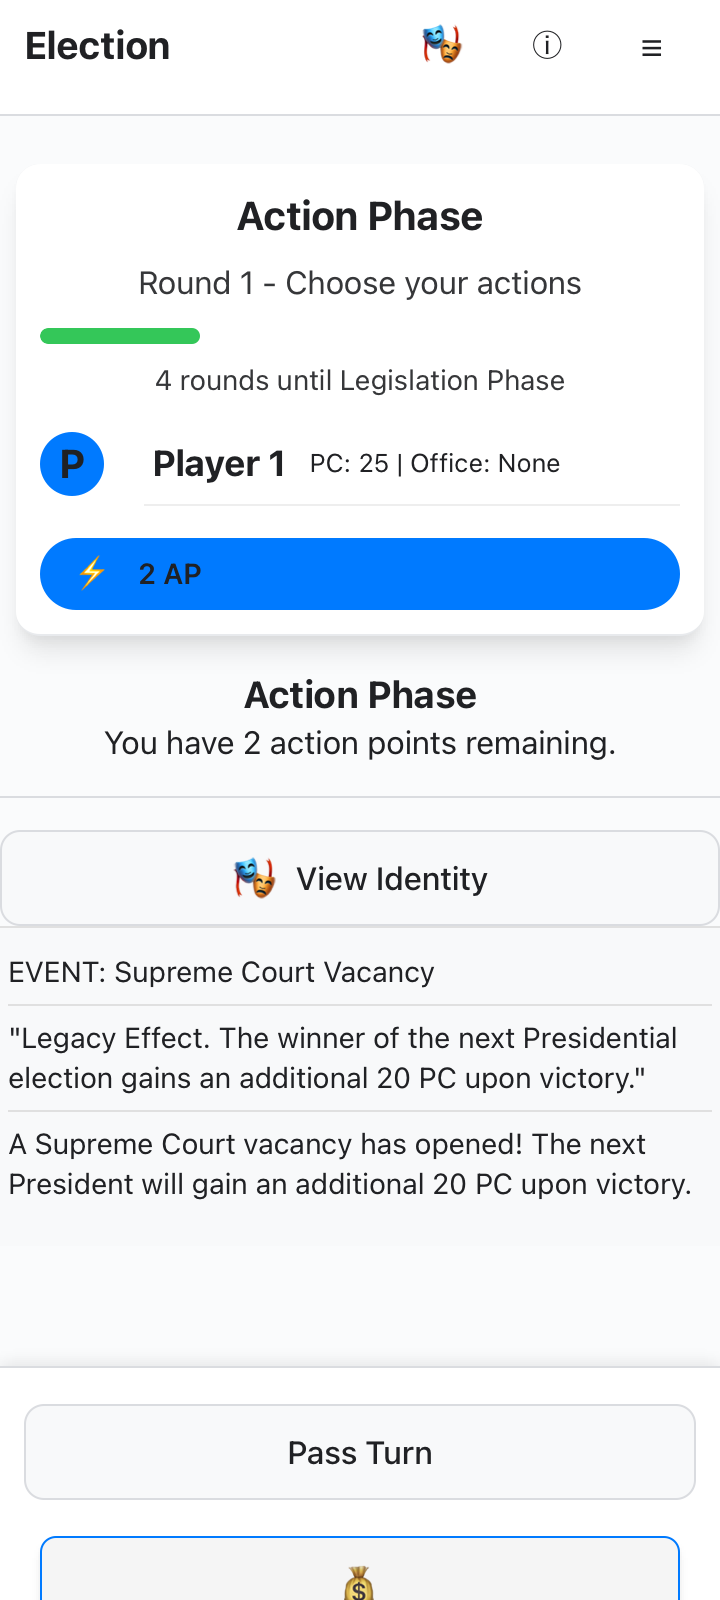 Election
Action Phase
Round 1 - Choose your actions
4 rounds until Legislation Phase
P
Player 1 PC: 25 | Office: None
2 AP
Action Phase
You have 2 action points remaining.
View Identity
EVENT: Supreme Court Vacancy
"Legacy Effect. The winner of the next Presidential
election gains an additional 20 PC upon victory."
A Supreme Court vacancy has opened! The next
President will gain an additional 20 PC upon victory.
Pass Turn